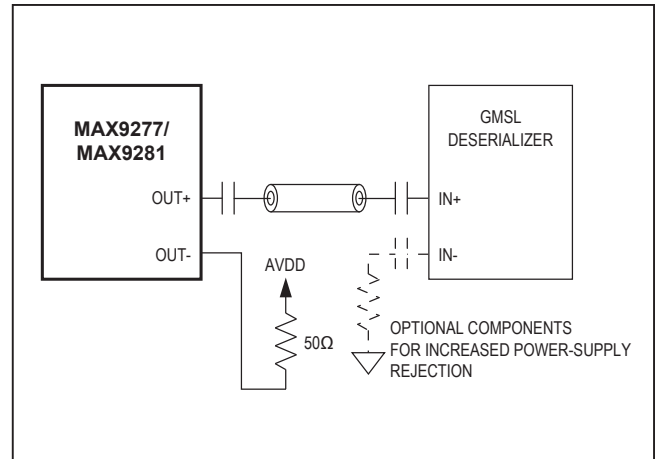 MAX9277/
MAX9281
GMSL
DESERIALIZER
OUT+
IN+
OUT-
IN-
AVDD
50Ω
OPTIONAL COMPONENTS
FOR INCREASED POWER-SUPPLY
REJECTION